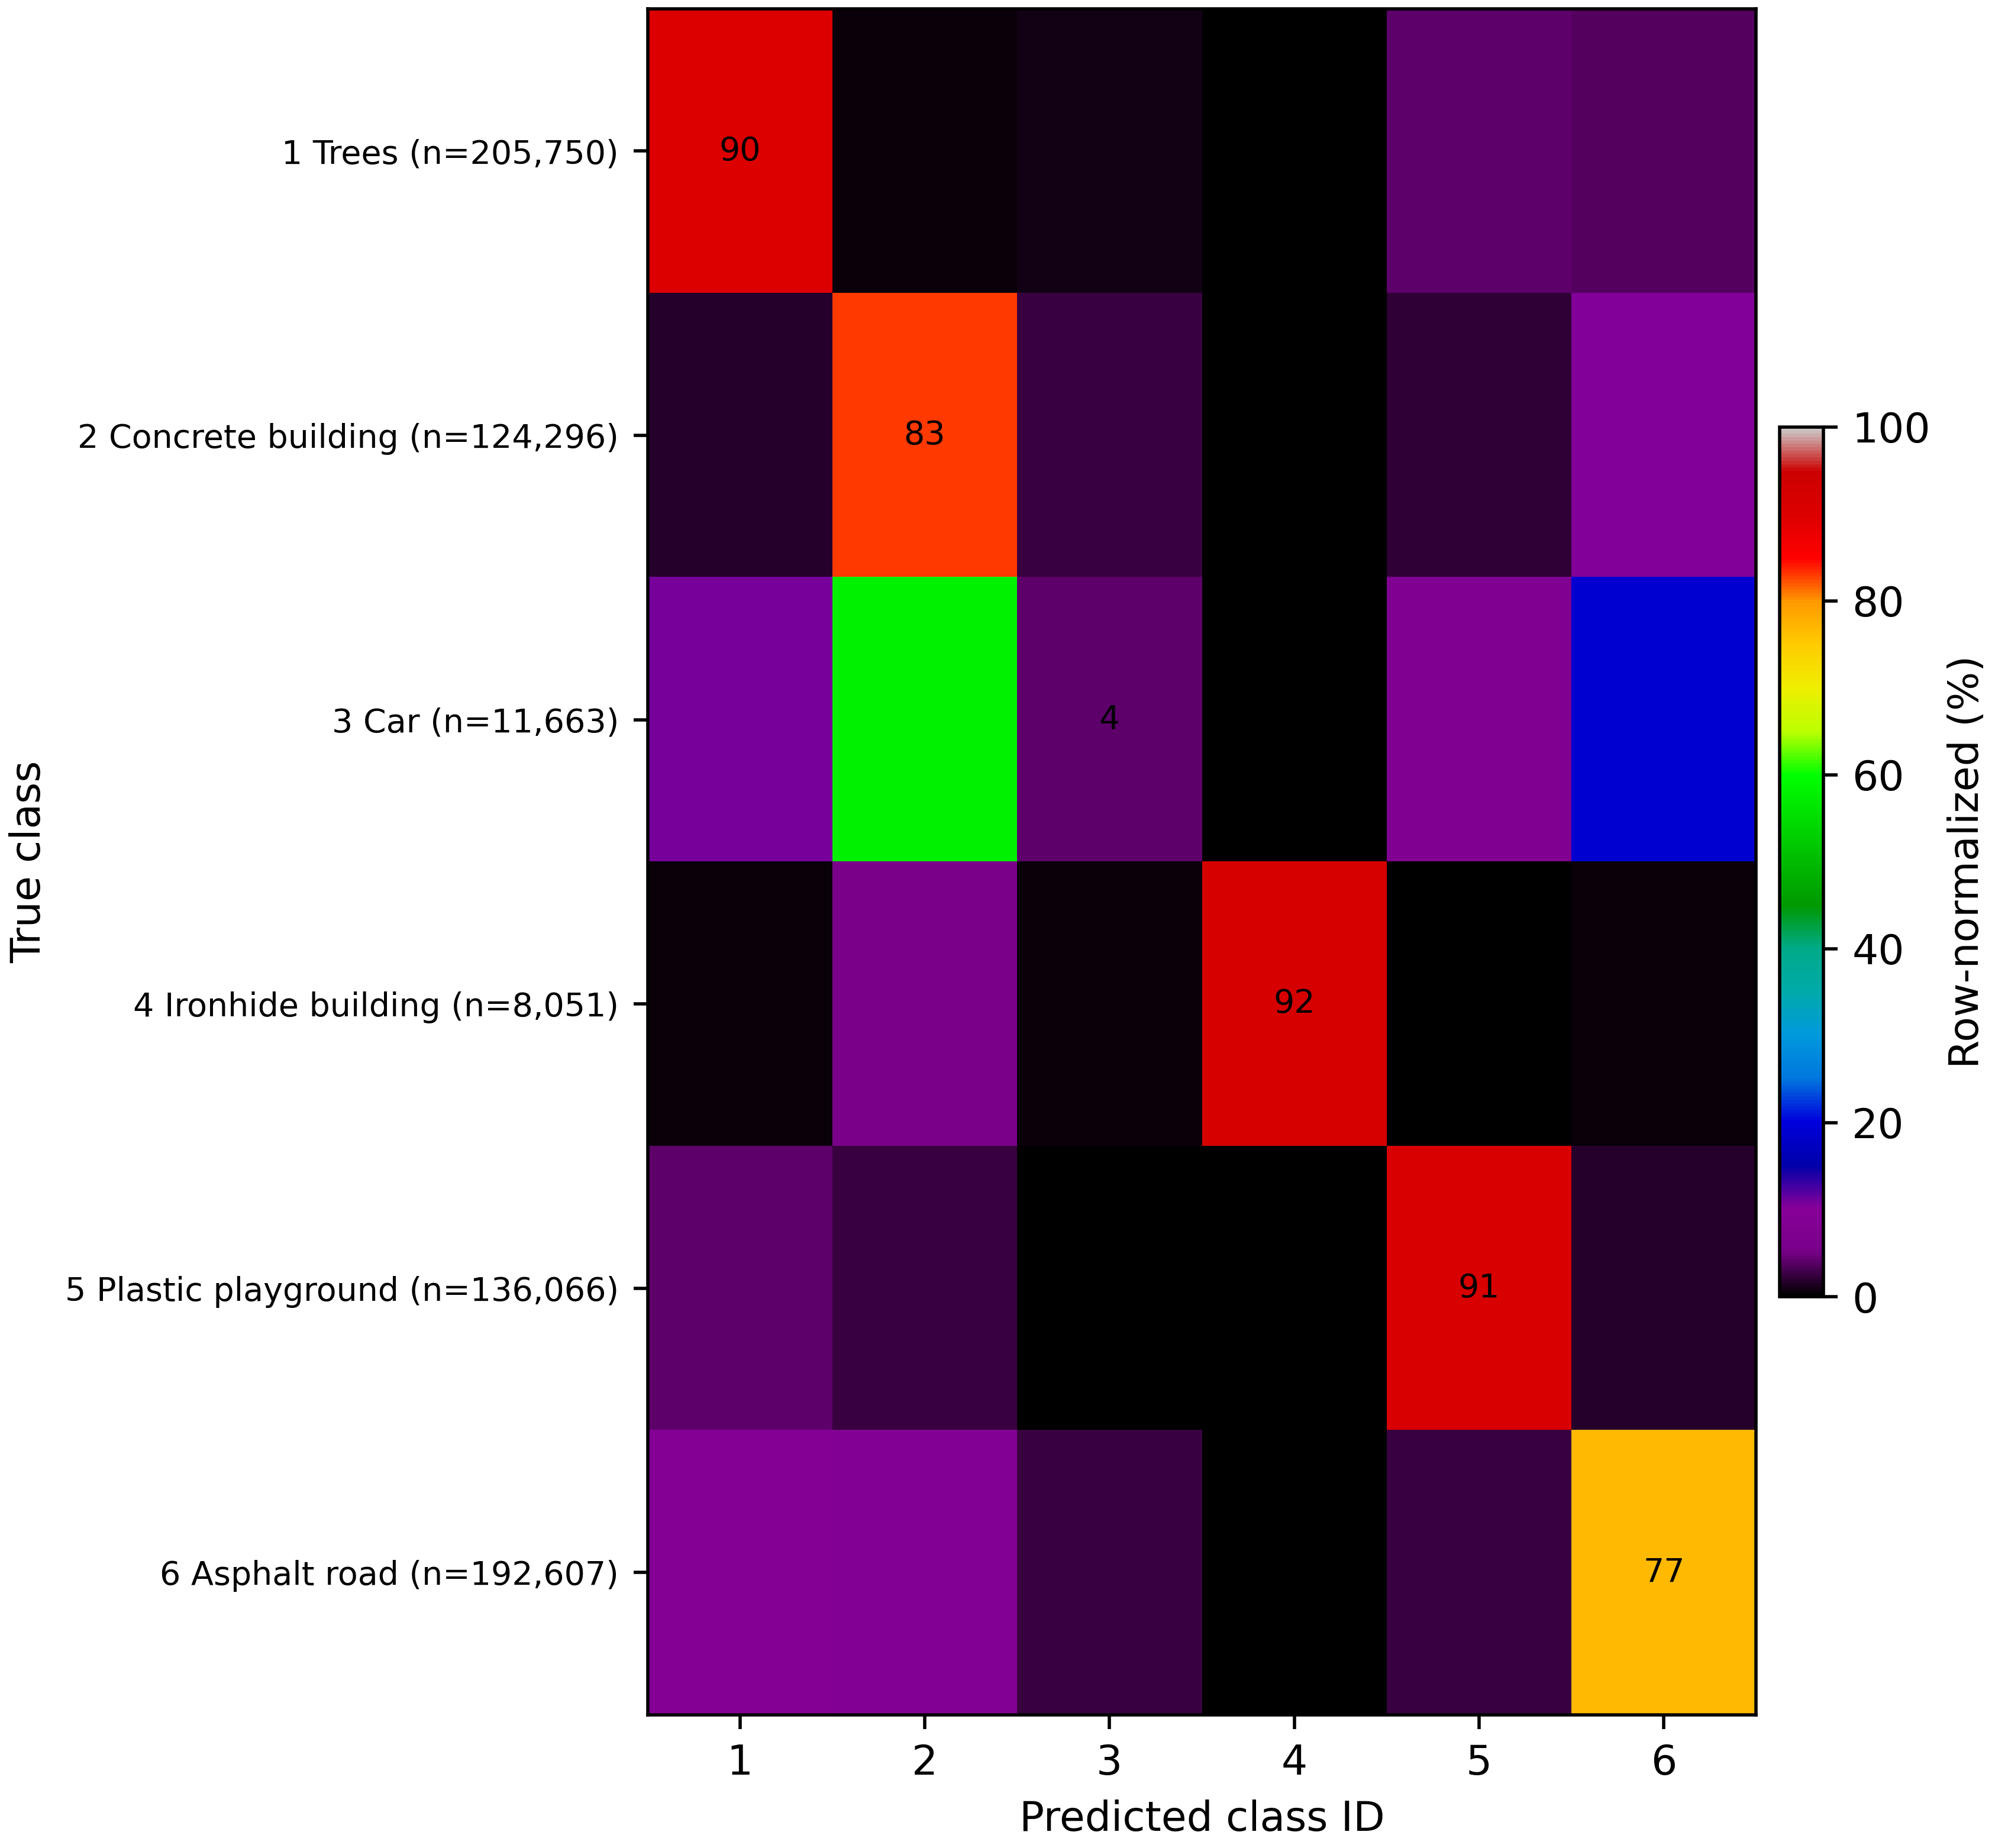 1 Trees (n=205,750)
2 Concrete building (n=124,296)
3 Car (n=11,663)
4 Ironhide building (n=8,051)
5 Plastic playground (n=136,066)
6 Asphalt road (n=192,607)
True class
90
83
4
92
91
77
1 2 3 4 5 6
Predicted class ID
100
80
60
40
20
0
Row-normalized (%)